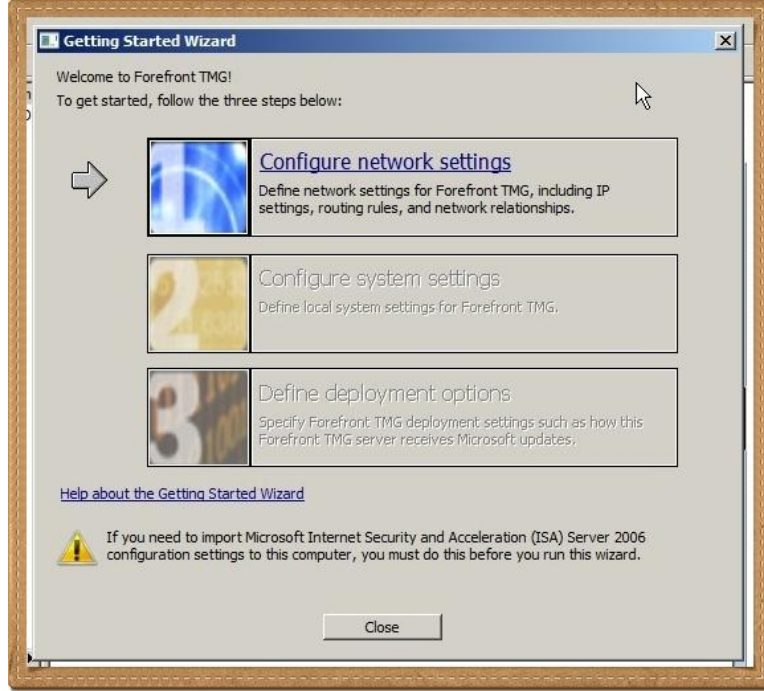 Getting Started Wizard
Welcome to Forefront TMG!
To get started, follow the three steps below:
1
Configure network settings
Define network settings for Forefront TMG, including IP
settings, routing rules, and network relationships.
2
Configure system settings
Define local system settings for Forefront TMG.
3
Define deployment options
Specify Forefront TMG deployment settings such as how this
Forefront TMG server receives Microsoft updates.
Help about the Getting Started Wizard
If you need to import Microsoft Internet Security and Acceleration (ISA) Server 2006
configuration settings to this computer, you must do this before you run this wizard.
Close